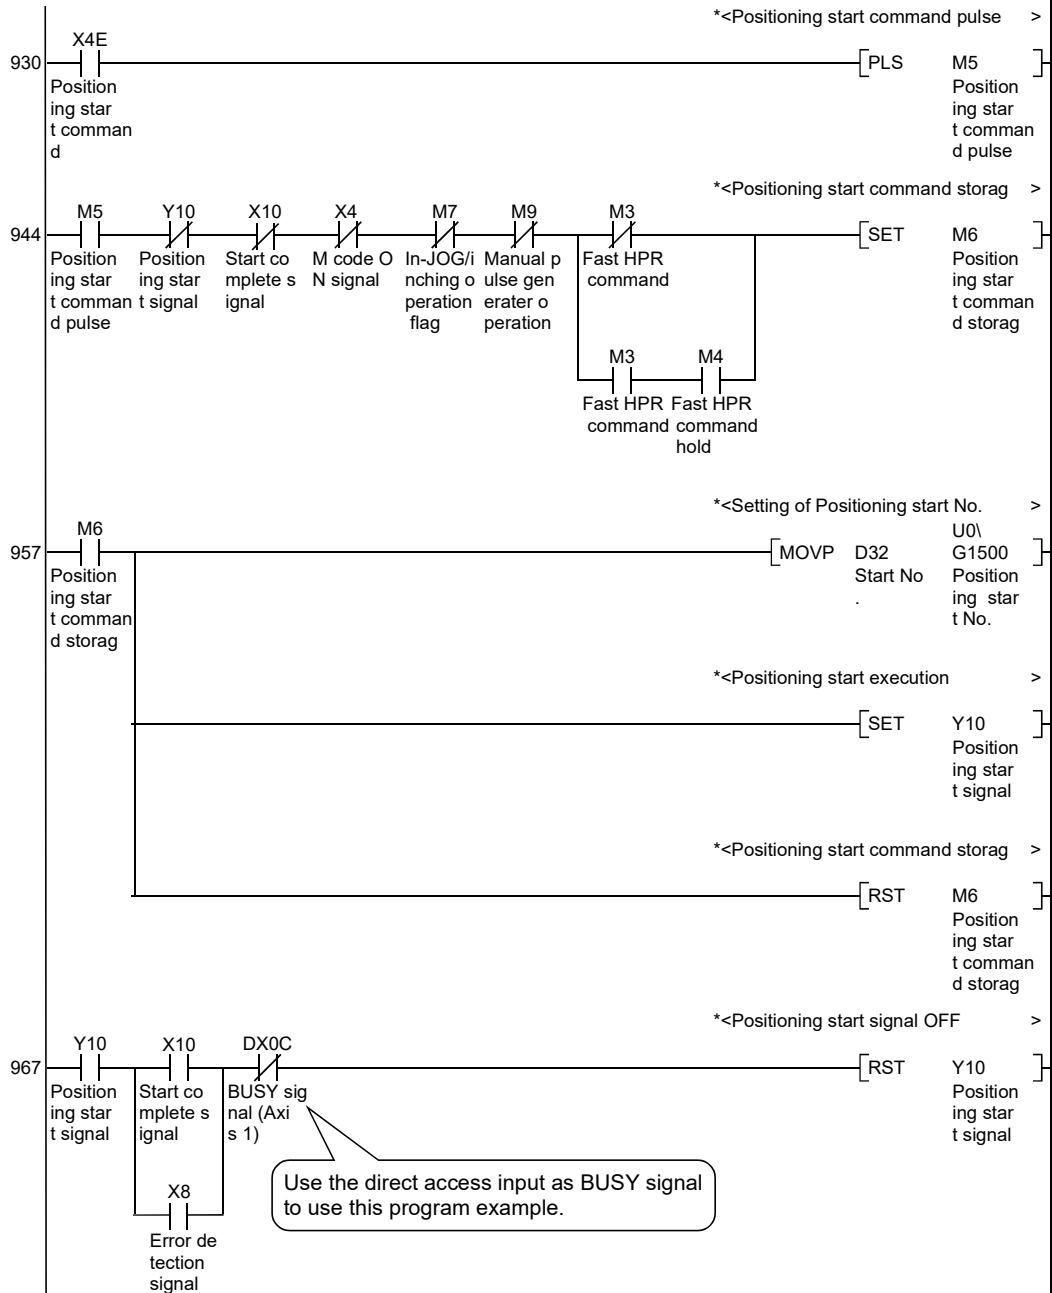 *<Positioning start command pulse >
X4E
930 PLS M5
Position
ing star
t comman
d
Position
ing star
t comman
d pulse
*<Positioning start command storag >
M5 Y10 X10 X4 M7 M9 M3
944 SET M6
Position
ing star
t comman
d pulse
Position
ing star
t signal
Start co
mplete s
ignal
M code O
N signal
In-JOG/i
nching o
peration
flag
Manual p
ulse gen
erater o
peration
Fast HPR
command
Position
ing star
t comman
d storag
M3 M4
Fast HPR
command
Fast HPR
command
hold
*<Setting of Positioning start No. >
M6
U0\
957 MOVP D32 G1500
Position
ing star
t comman
d storag
Start No
.
Position
ing star
t No.
*<Positioning start execution >
SET Y10
Position
ing star
t signal
*<Positioning start command storag >
RST M6
Position
ing star
t comman
d storag
*<Positioning start signal OFF >
Y10 X10 DX0C
967 RST Y10
Position
ing star
t signal
Start co
mplete s
ignal
BUSY sig
nal (Axi
s 1)
Position
ing star
t signal
Use the direct access input as BUSY signal
to use this program example.
X8
Error de
tection
signal